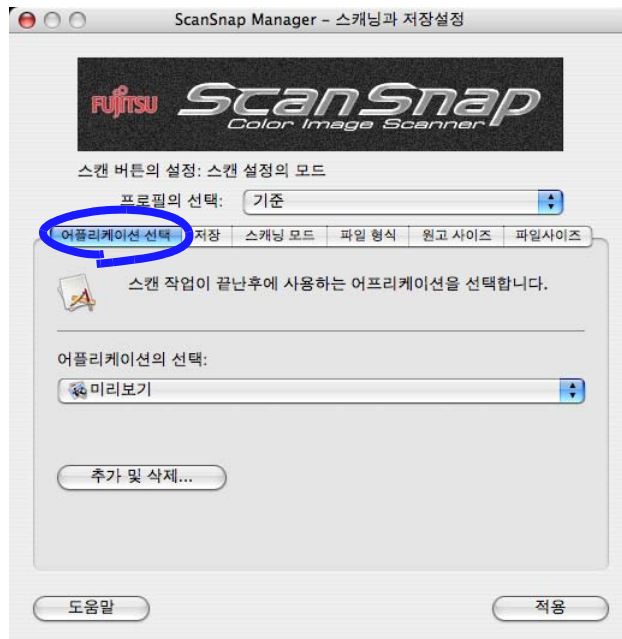 ScanSnap Manager – 스캐닝과 저장설정
FUJITSU ScanSnap
Color Image Scanner
스캔 버튼의 설정: 스캔 설정의 모드
프로필의 선택: 기준
어플리케이션 선택 저장 스캐닝 모드 파일 형식 원고 사이즈 파일사이즈
스캔 작업이 끝난후에 사용하는 어프리케이션을 선택합니다.
어플리케이션의 선택:
미리보기
추가 및 삭제...
도움말 적용